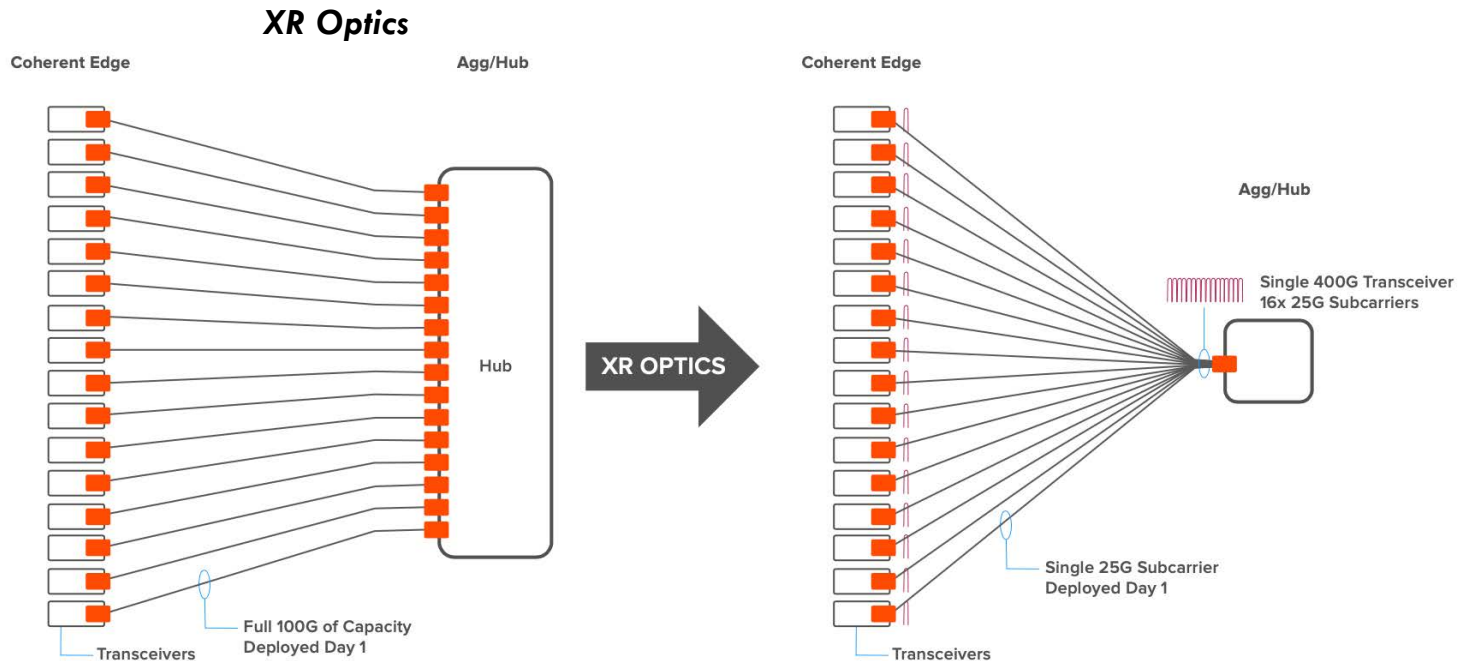 XR Optics
Coherent Edge
Agg/Hub
Hub
Full 100G of Capacity
Deployed Day 1
Transceivers
XR OPTICS
Coherent Edge
Agg/Hub
Single 400G Transceiver
16x 25G Subcarriers
Single 25G Subcarrier
Deployed Day 1
Transceivers